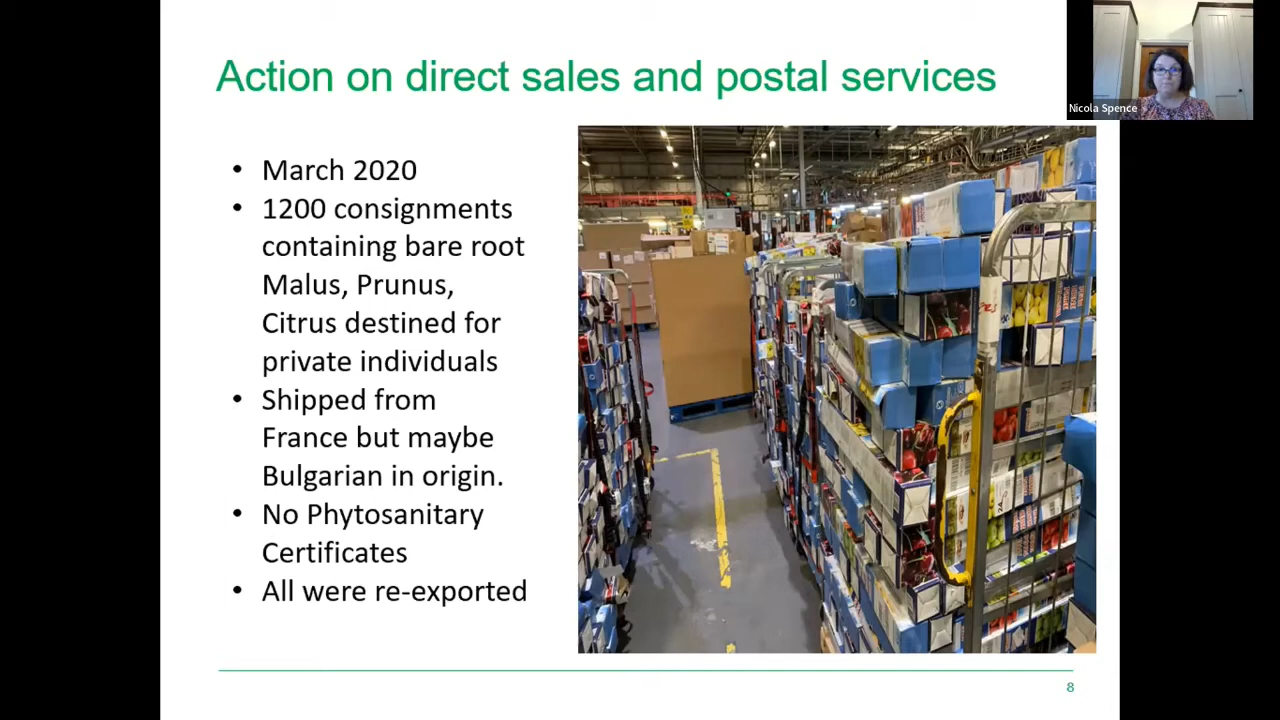 Action on direct sales and postal services
Nicola Spence
• March 2020
• 1200 consignments
containing bare root
Malus, Prunus,
Citrus destined for
private individuals
• Shipped from
France but maybe
Bulgarian in origin.
• No Phytosanitary
Certificates
• All were re-exported
8